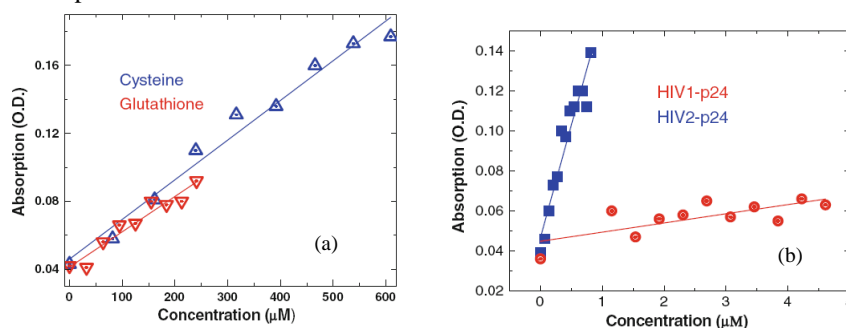 0.16
0.12
0.08
0.04
Absorption (O.D.)
Cysteine
Glutathione
(a)
0 100 200 300 400 500 600
Concentration (μM)
0.14
0.12
0.10
0.08
0.06
0.04
0.02
Absorption (O.D.)
HIV1-p24
HIV2-p24
(b)
0 1 2 3 4
Concentration (μM)